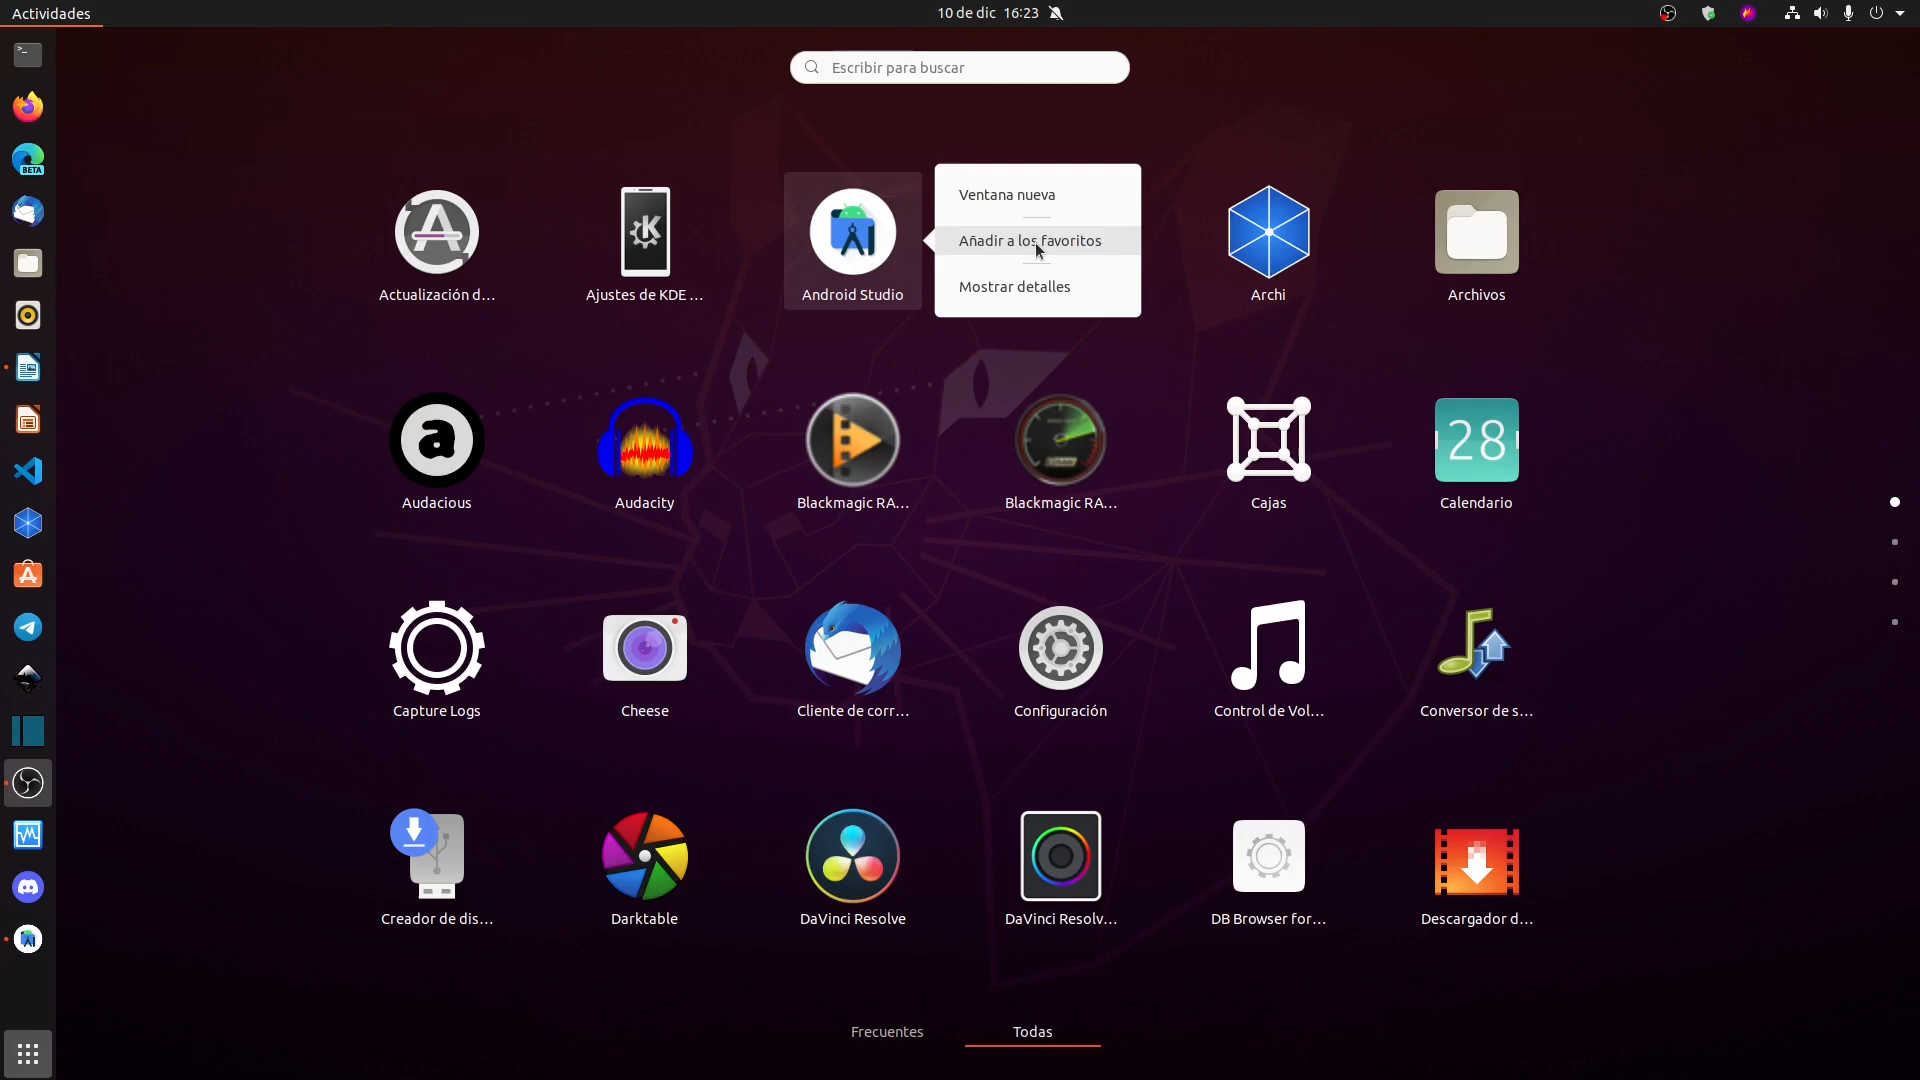 Actividades
10 de dic 16:23
Escribir para buscar
Ventana nueva
Añadir a los favoritos
Mostrar detalles
Actualización d...
Ajustes de KDE ...
Android Studio
Archi
Archivos
Audacious
Audacity
Blackmagic RA...
Blackmagic RA...
Cajas
28
Calendario
Capture Logs
Cheese
Cliente de corr...
Configuración
Control de Vol...
Conversor de s...
Creador de dis...
Darktable
DaVinci Resolve
DaVinci Resolv...
DB Browser for...
Descargador d...
BETA
Frecuentes
Todas